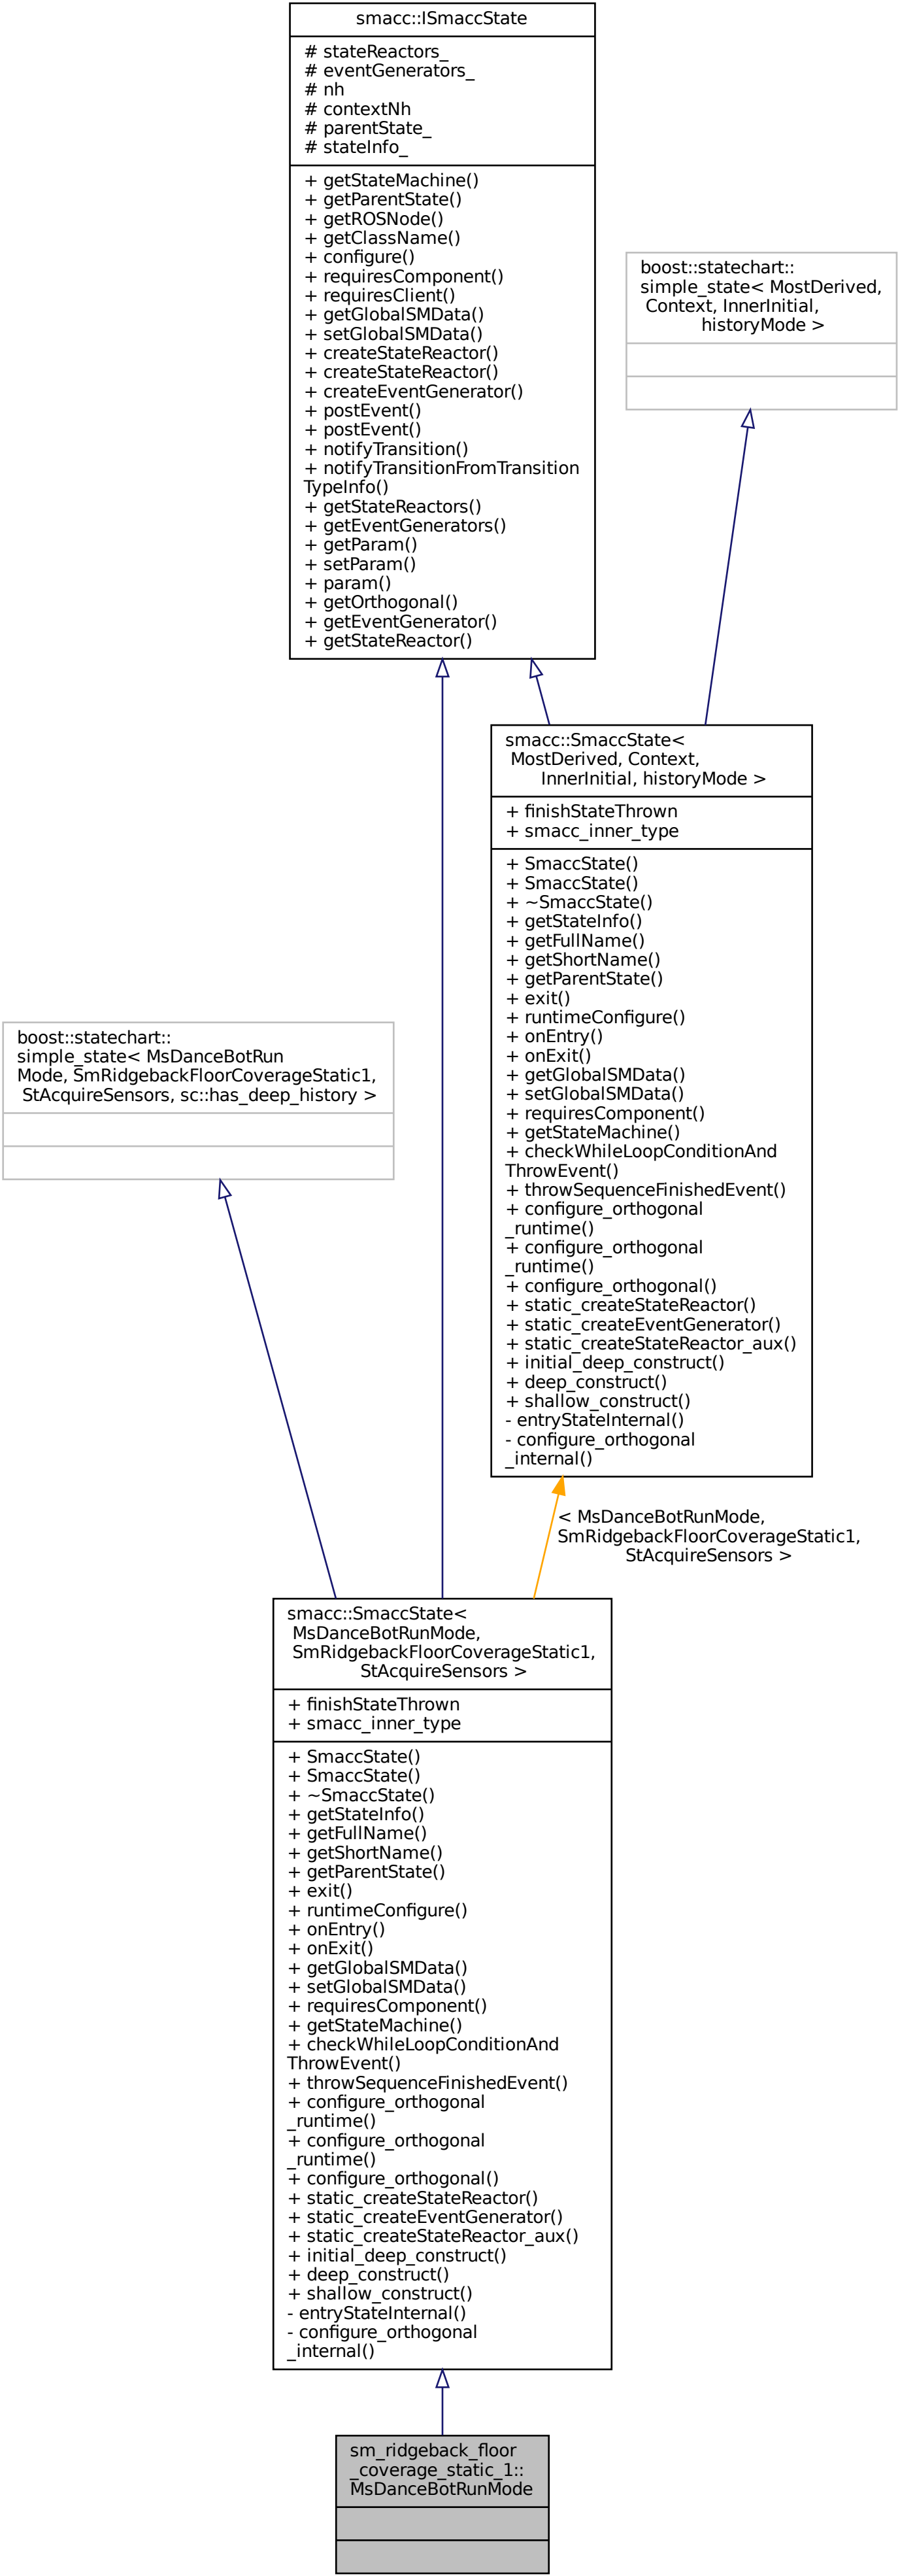 smacc::ISmaccState
# stateReactors_
# eventGenerators_
# nh
# contextNh
# parentState_
# stateInfo_
+ getStateMachine()
+ getParentState()
+ getROSNode()
+ getClassName()
+ configure()
+ requiresComponent()
+ requiresClient()
+ getGlobalSMData()
+ setGlobalSMData()
+ createStateReactor()
+ createStateReactor()
+ createEventGenerator()
+ postEvent()
+ postEvent()
+ notifyTransition()
+ notifyTransitionFromTransition
TypeInfo()
+ getStateReactors()
+ getEventGenerators()
+ getParam()
+ setParam()
+ param()
+ getOrthogonal()
+ getEventGenerator()
+ getStateReactor()
boost::statechart::
simple_state< MostDerived,
Context, InnerInitial,
historyMode >
smacc::SmaccState<
MostDerived, Context,
InnerInitial, historyMode >
+ finishStateThrown
+ smacc_inner_type
+ SmaccState()
+ SmaccState()
+ ~SmaccState()
+ getStateInfo()
+ getFullName()
+ getShortName()
+ getParentState()
+ exit()
+ runtimeConfigure()
+ onEntry()
+ onExit()
+ getGlobalSMData()
+ setGlobalSMData()
+ requiresComponent()
+ getStateMachine()
+ checkWhileLoopConditionAnd
ThrowEvent()
+ throwSequenceFinishedEvent()
+ configure_orthogonal
_runtime()
+ configure_orthogonal
_runtime()
+ configure_orthogonal()
+ static_createStateReactor()
+ static_createEventGenerator()
+ static_createStateReactor_aux()
+ initial_deep_construct()
+ deep_construct()
+ shallow_construct()
- entryStateInternal()
- configure_orthogonal
_internal()
boost::statechart::
simple_state< MsDanceBotRun
Mode, SmRidgebackFloorCoverageStatic1,
StAcquireSensors, sc::has_deep_history >
< MsDanceBotRunMode,
SmRidgebackFloorCoverageStatic1,
StAcquireSensors >
smacc::SmaccState<
MsDanceBotRunMode,
SmRidgebackFloorCoverageStatic1,
StAcquireSensors >
+ finishStateThrown
+ smacc_inner_type
+ SmaccState()
+ SmaccState()
+ ~SmaccState()
+ getStateInfo()
+ getFullName()
+ getShortName()
+ getParentState()
+ exit()
+ runtimeConfigure()
+ onEntry()
+ onExit()
+ getGlobalSMData()
+ setGlobalSMData()
+ requiresComponent()
+ getStateMachine()
+ checkWhileLoopConditionAnd
ThrowEvent()
+ throwSequenceFinishedEvent()
+ configure_orthogonal
_runtime()
+ configure_orthogonal
_runtime()
+ configure_orthogonal()
+ static_createStateReactor()
+ static_createEventGenerator()
+ static_createStateReactor_aux()
+ initial_deep_construct()
+ deep_construct()
+ shallow_construct()
- entryStateInternal()
- configure_orthogonal
_internal()
sm_ridgeback_floor
_coverage_static_1::
MsDanceBotRunMode